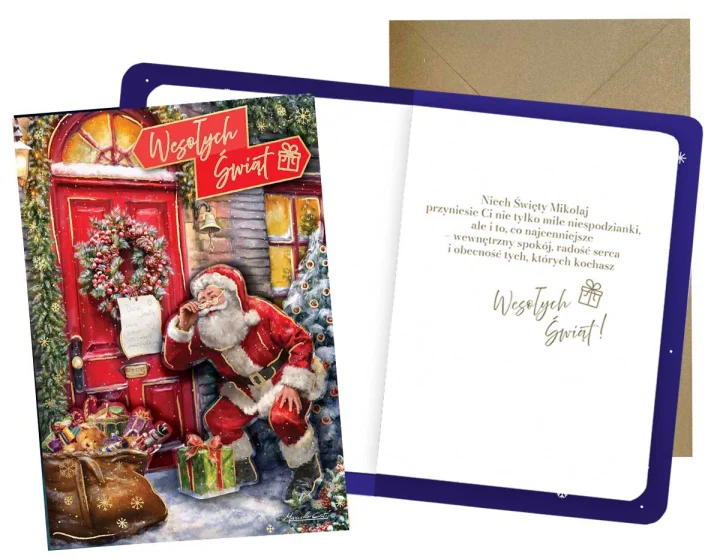 Wesołych
Świąt
Niech Święty Mikołaj
przyniesie Ci nie tylko miłe niespodzianki,
ale i to, co najcenniejsze
– wewnętrzny spokój, radość serca
i obecność tych, których kochasz
Wesołych
Świąt!